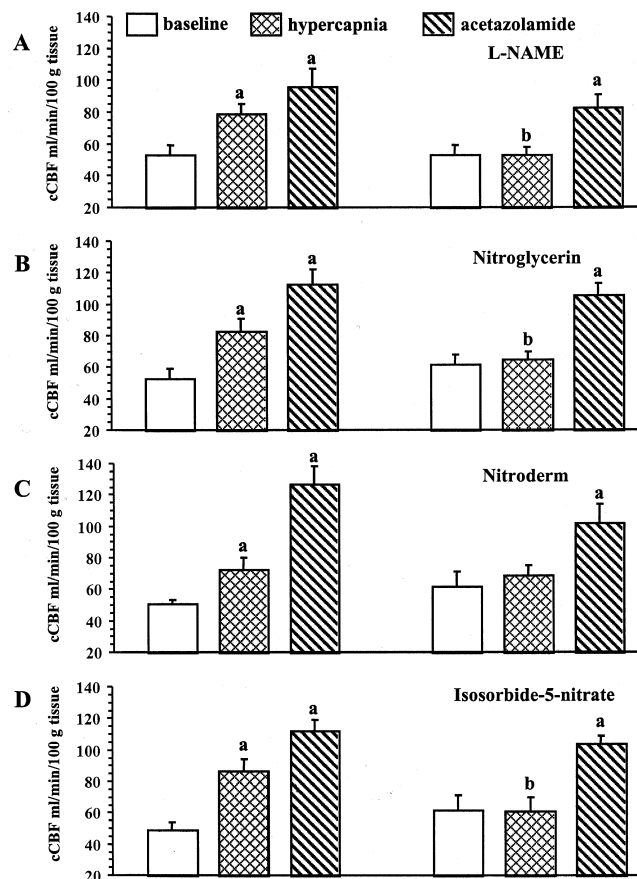 baseline hypercapnia acetazolamide
A
L-NAME
cCBF ml/min/100 g tissue
140
120
100
80
60
40
20
a
a
b
a
B
Nitroglycerin
cCBF ml/min/100 g tissue
140
120
100
80
60
40
20
a
a
b
a
C
Nitroderm
cCBF ml/min/100 g tissue
140
120
100
80
60
40
20
a
a
a
D
Isosorbide-5-nitrate
cCBF ml/min/100 g tissue
140
120
100
80
60
40
20
a
a
b
a